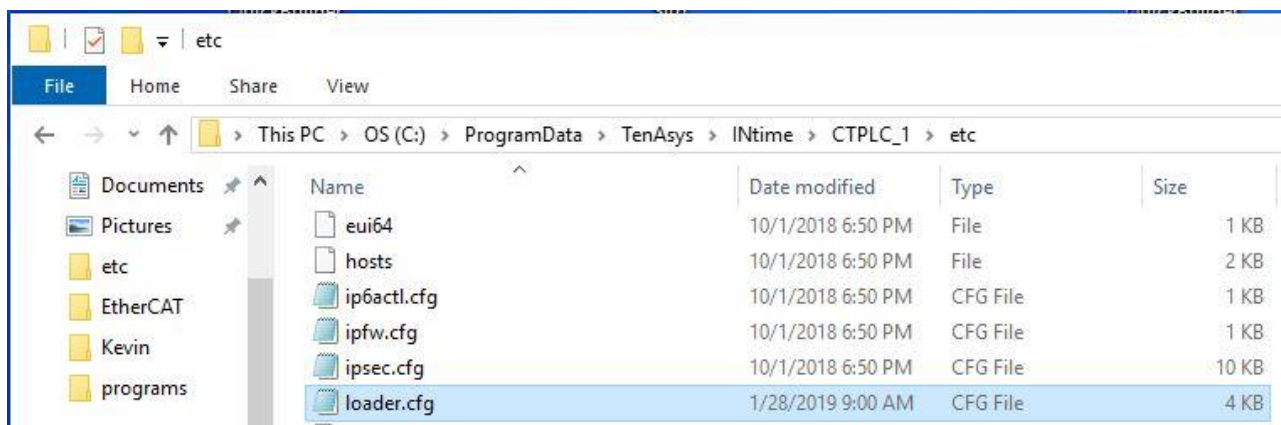 etc
File Home Share View
This PC > OS (C:) > ProgramData > TenAsys > INtime > CTPLC_1 > etc
Documents Name Date modified Type Size
Pictures eui64 10/1/2018 6:50 PM File 1 KB
etc hosts 10/1/2018 6:50 PM File 2 KB
EtherCAT ip6actl.cfg 10/1/2018 6:50 PM CFG File 1 KB
Kevin ipfw.cfg 10/1/2018 6:50 PM CFG File 1 KB
programs ipsec.cfg 10/1/2018 6:50 PM CFG File 10 KB
loader.cfg 1/28/2019 9:00 AM CFG File 4 KB